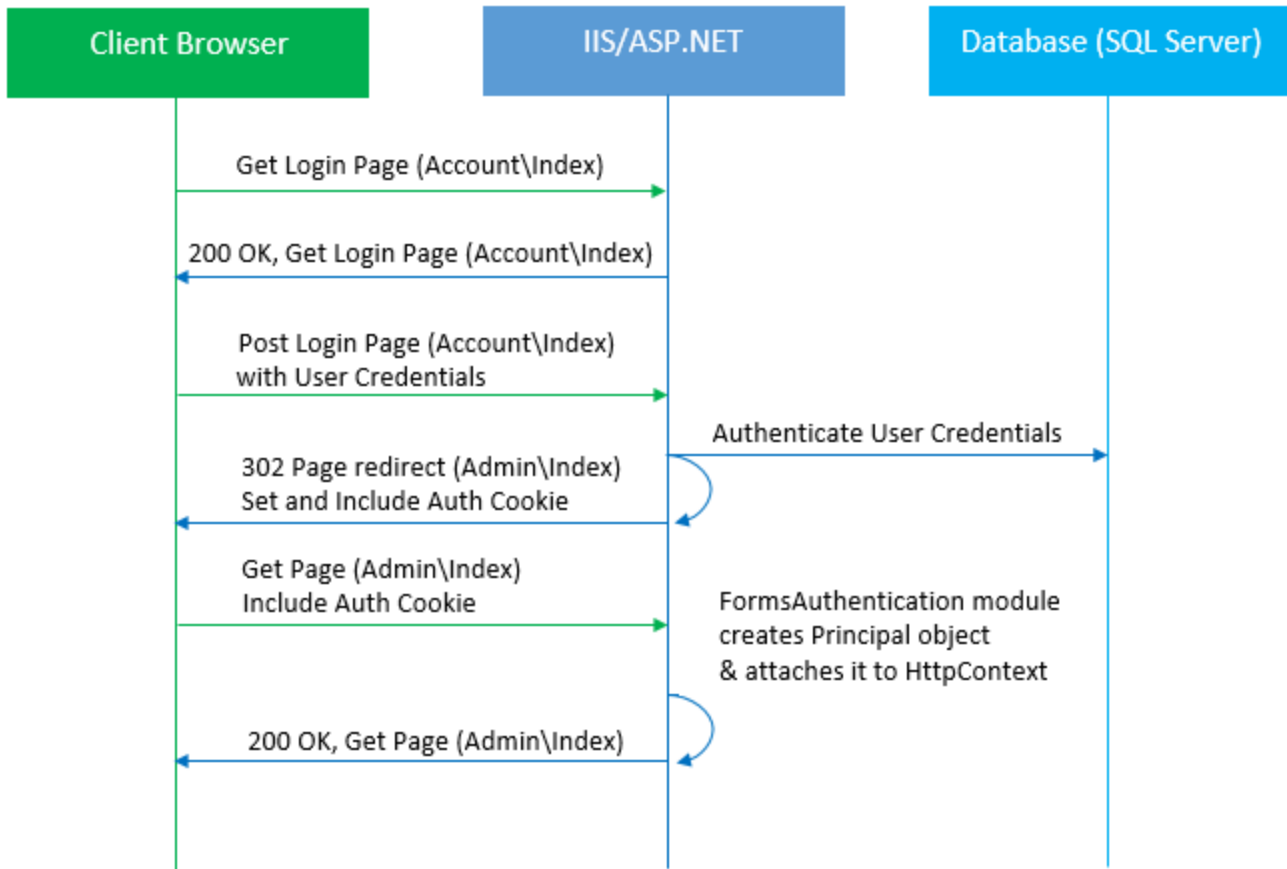 Client Browser
IIS/ASP.NET
Database (SQL Server)
Get Login Page (Account\Index)
200 OK, Get Login Page (Account\Index)
Post Login Page (Account\Index)
with User Credentials
Authenticate User Credentials
302 Page redirect (Admin\Index)
Set and Include Auth Cookie
Get Page (Admin\Index)
Include Auth Cookie
FormsAuthentication module
creates Principal object
& attaches it to HttpContext
200 OK, Get Page (Admin\Index)